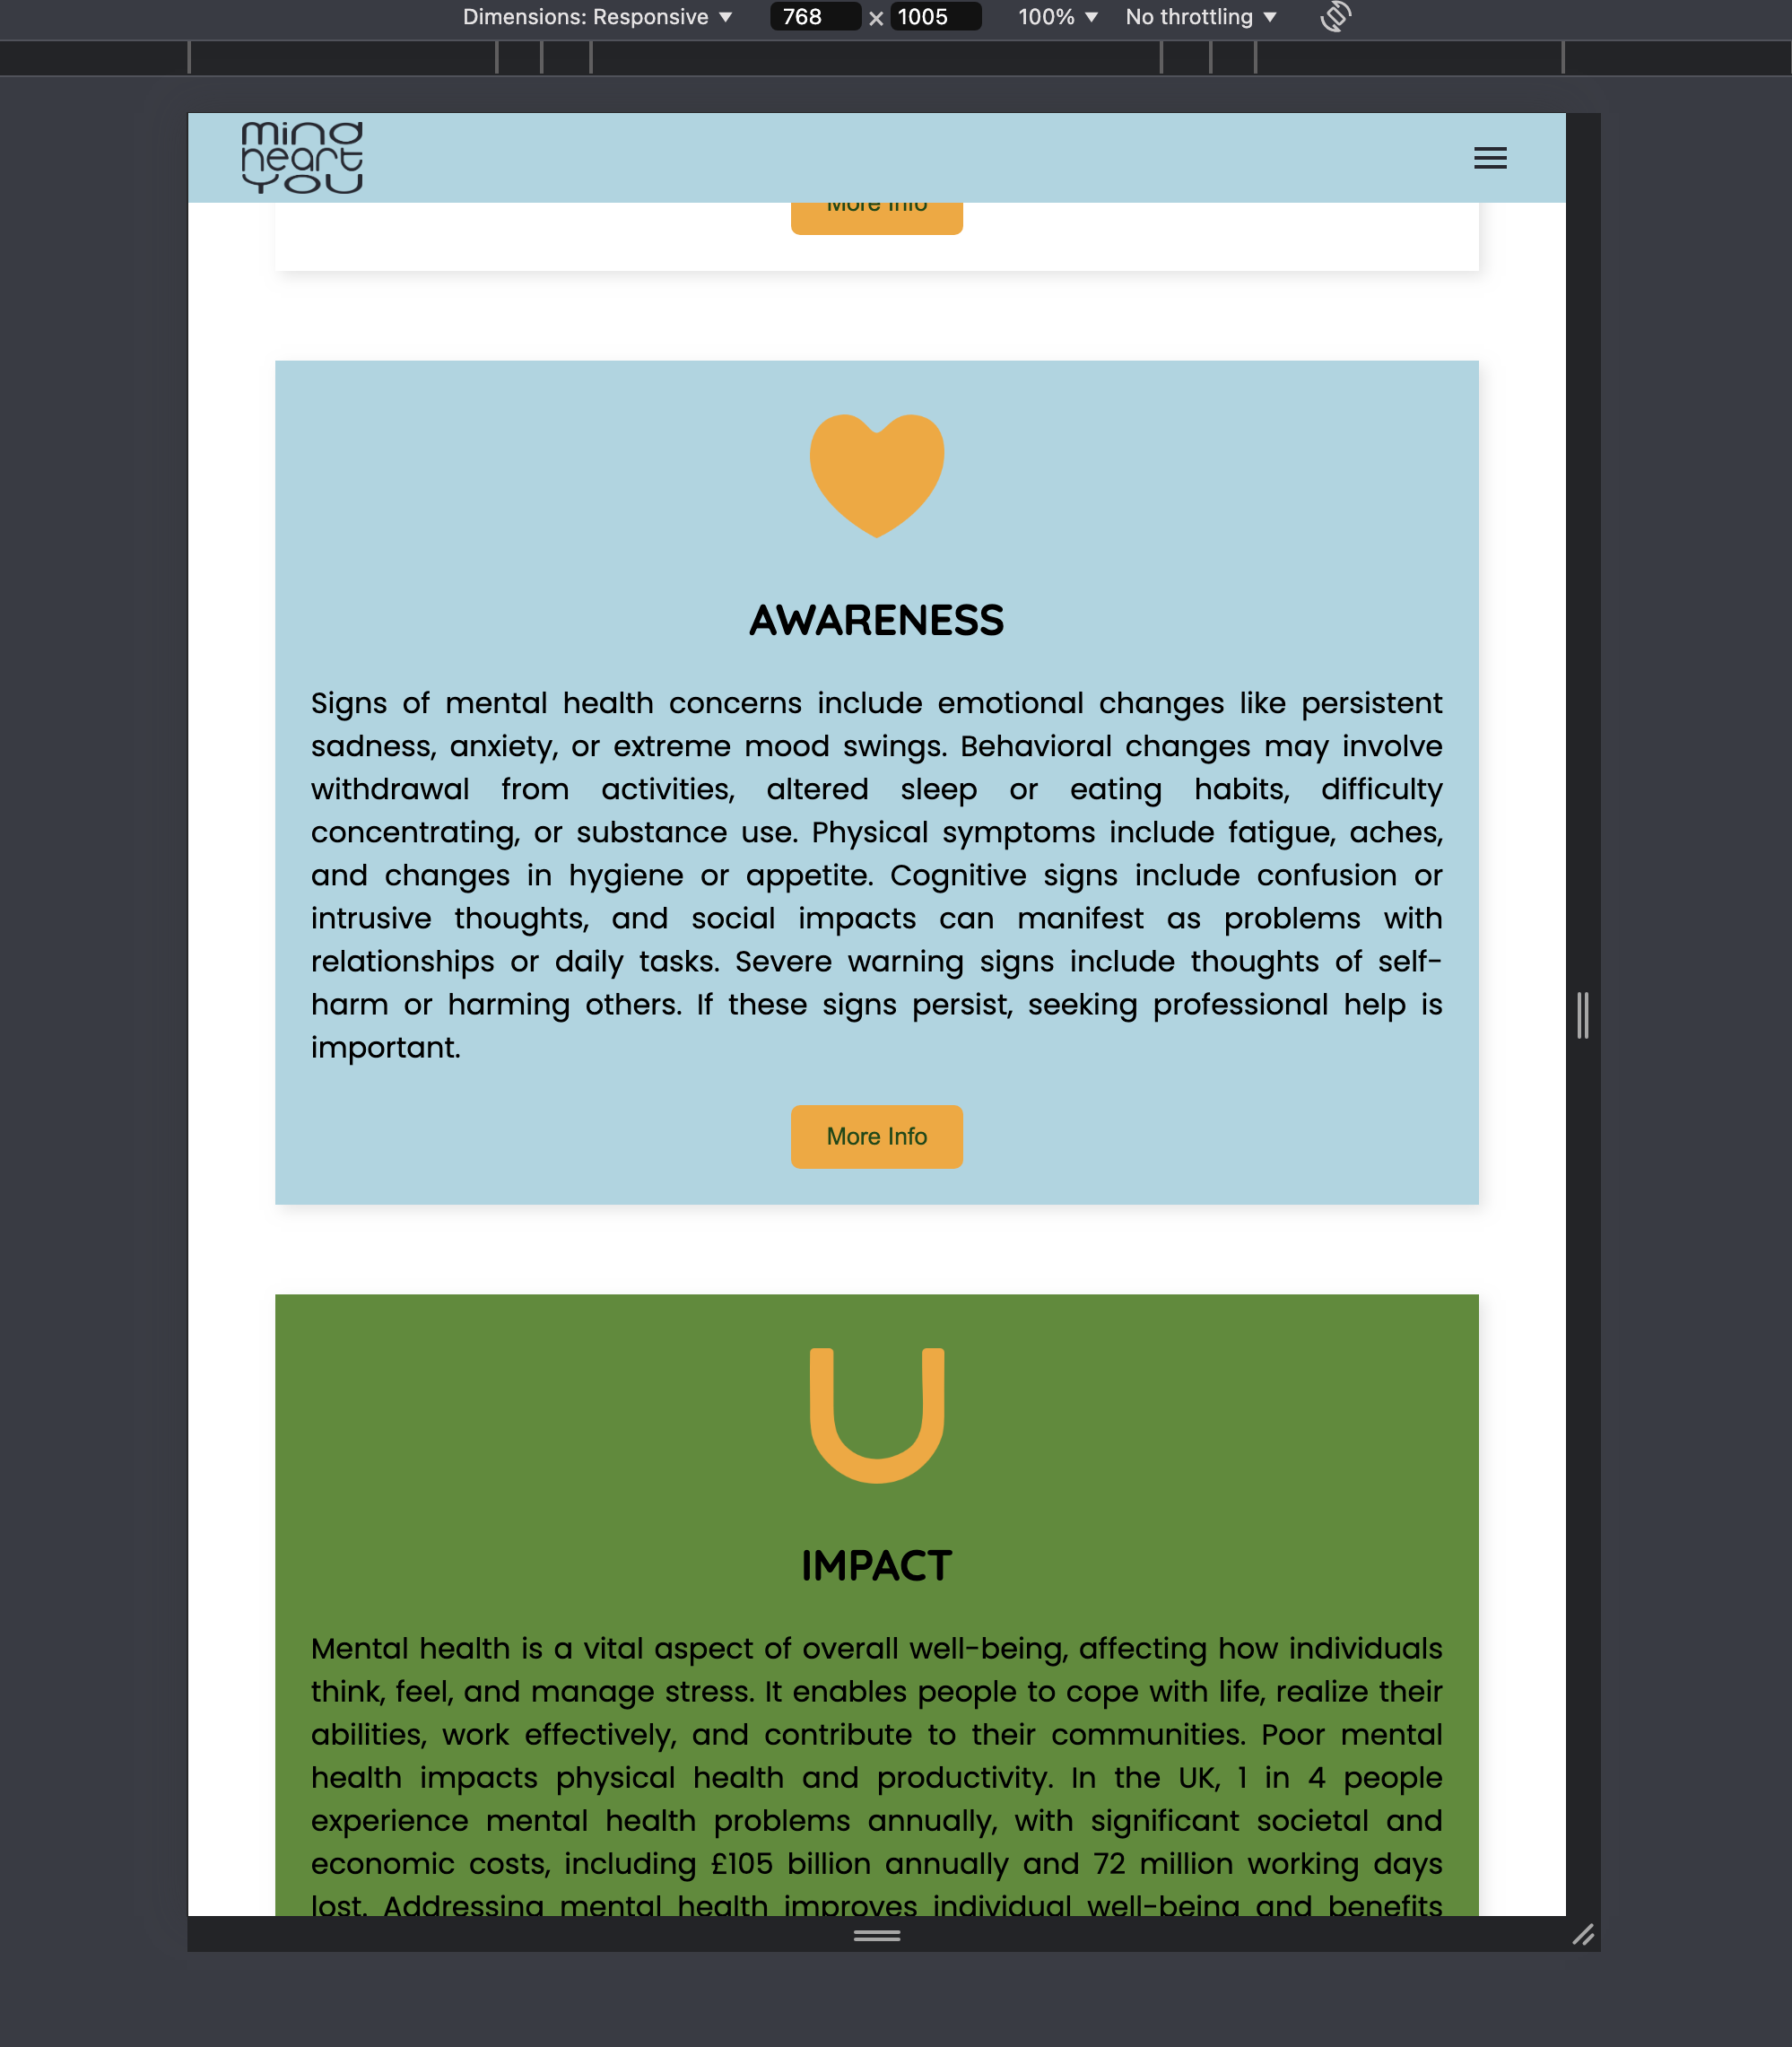 Dimensions: Responsive ▼ 768 × 1005 100% ▼ No throttling ▼
mind
heart
you
More Info
AWARENESS
Signs of mental health concerns include emotional changes like persistent
sadness, anxiety, or extreme mood swings. Behavioral changes may involve
withdrawal from activities, altered sleep or eating habits, difficulty
concentrating, or substance use. Physical symptoms include fatigue, aches,
and changes in hygiene or appetite. Cognitive signs include confusion or
intrusive thoughts, and social impacts can manifest as problems with
relationships or daily tasks. Severe warning signs include thoughts of self-
harm or harming others. If these signs persist, seeking professional help is
important.
More Info
U
IMPACT
Mental health is a vital aspect of overall well-being, affecting how individuals
think, feel, and manage stress. It enables people to cope with life, realize their
abilities, work effectively, and contribute to their communities. Poor mental
health impacts physical health and productivity. In the UK, 1 in 4 people
experience mental health problems annually, with significant societal and
economic costs, including £105 billion annually and 72 million working days
lost. Addressing mental health improves individual well-being and benefits